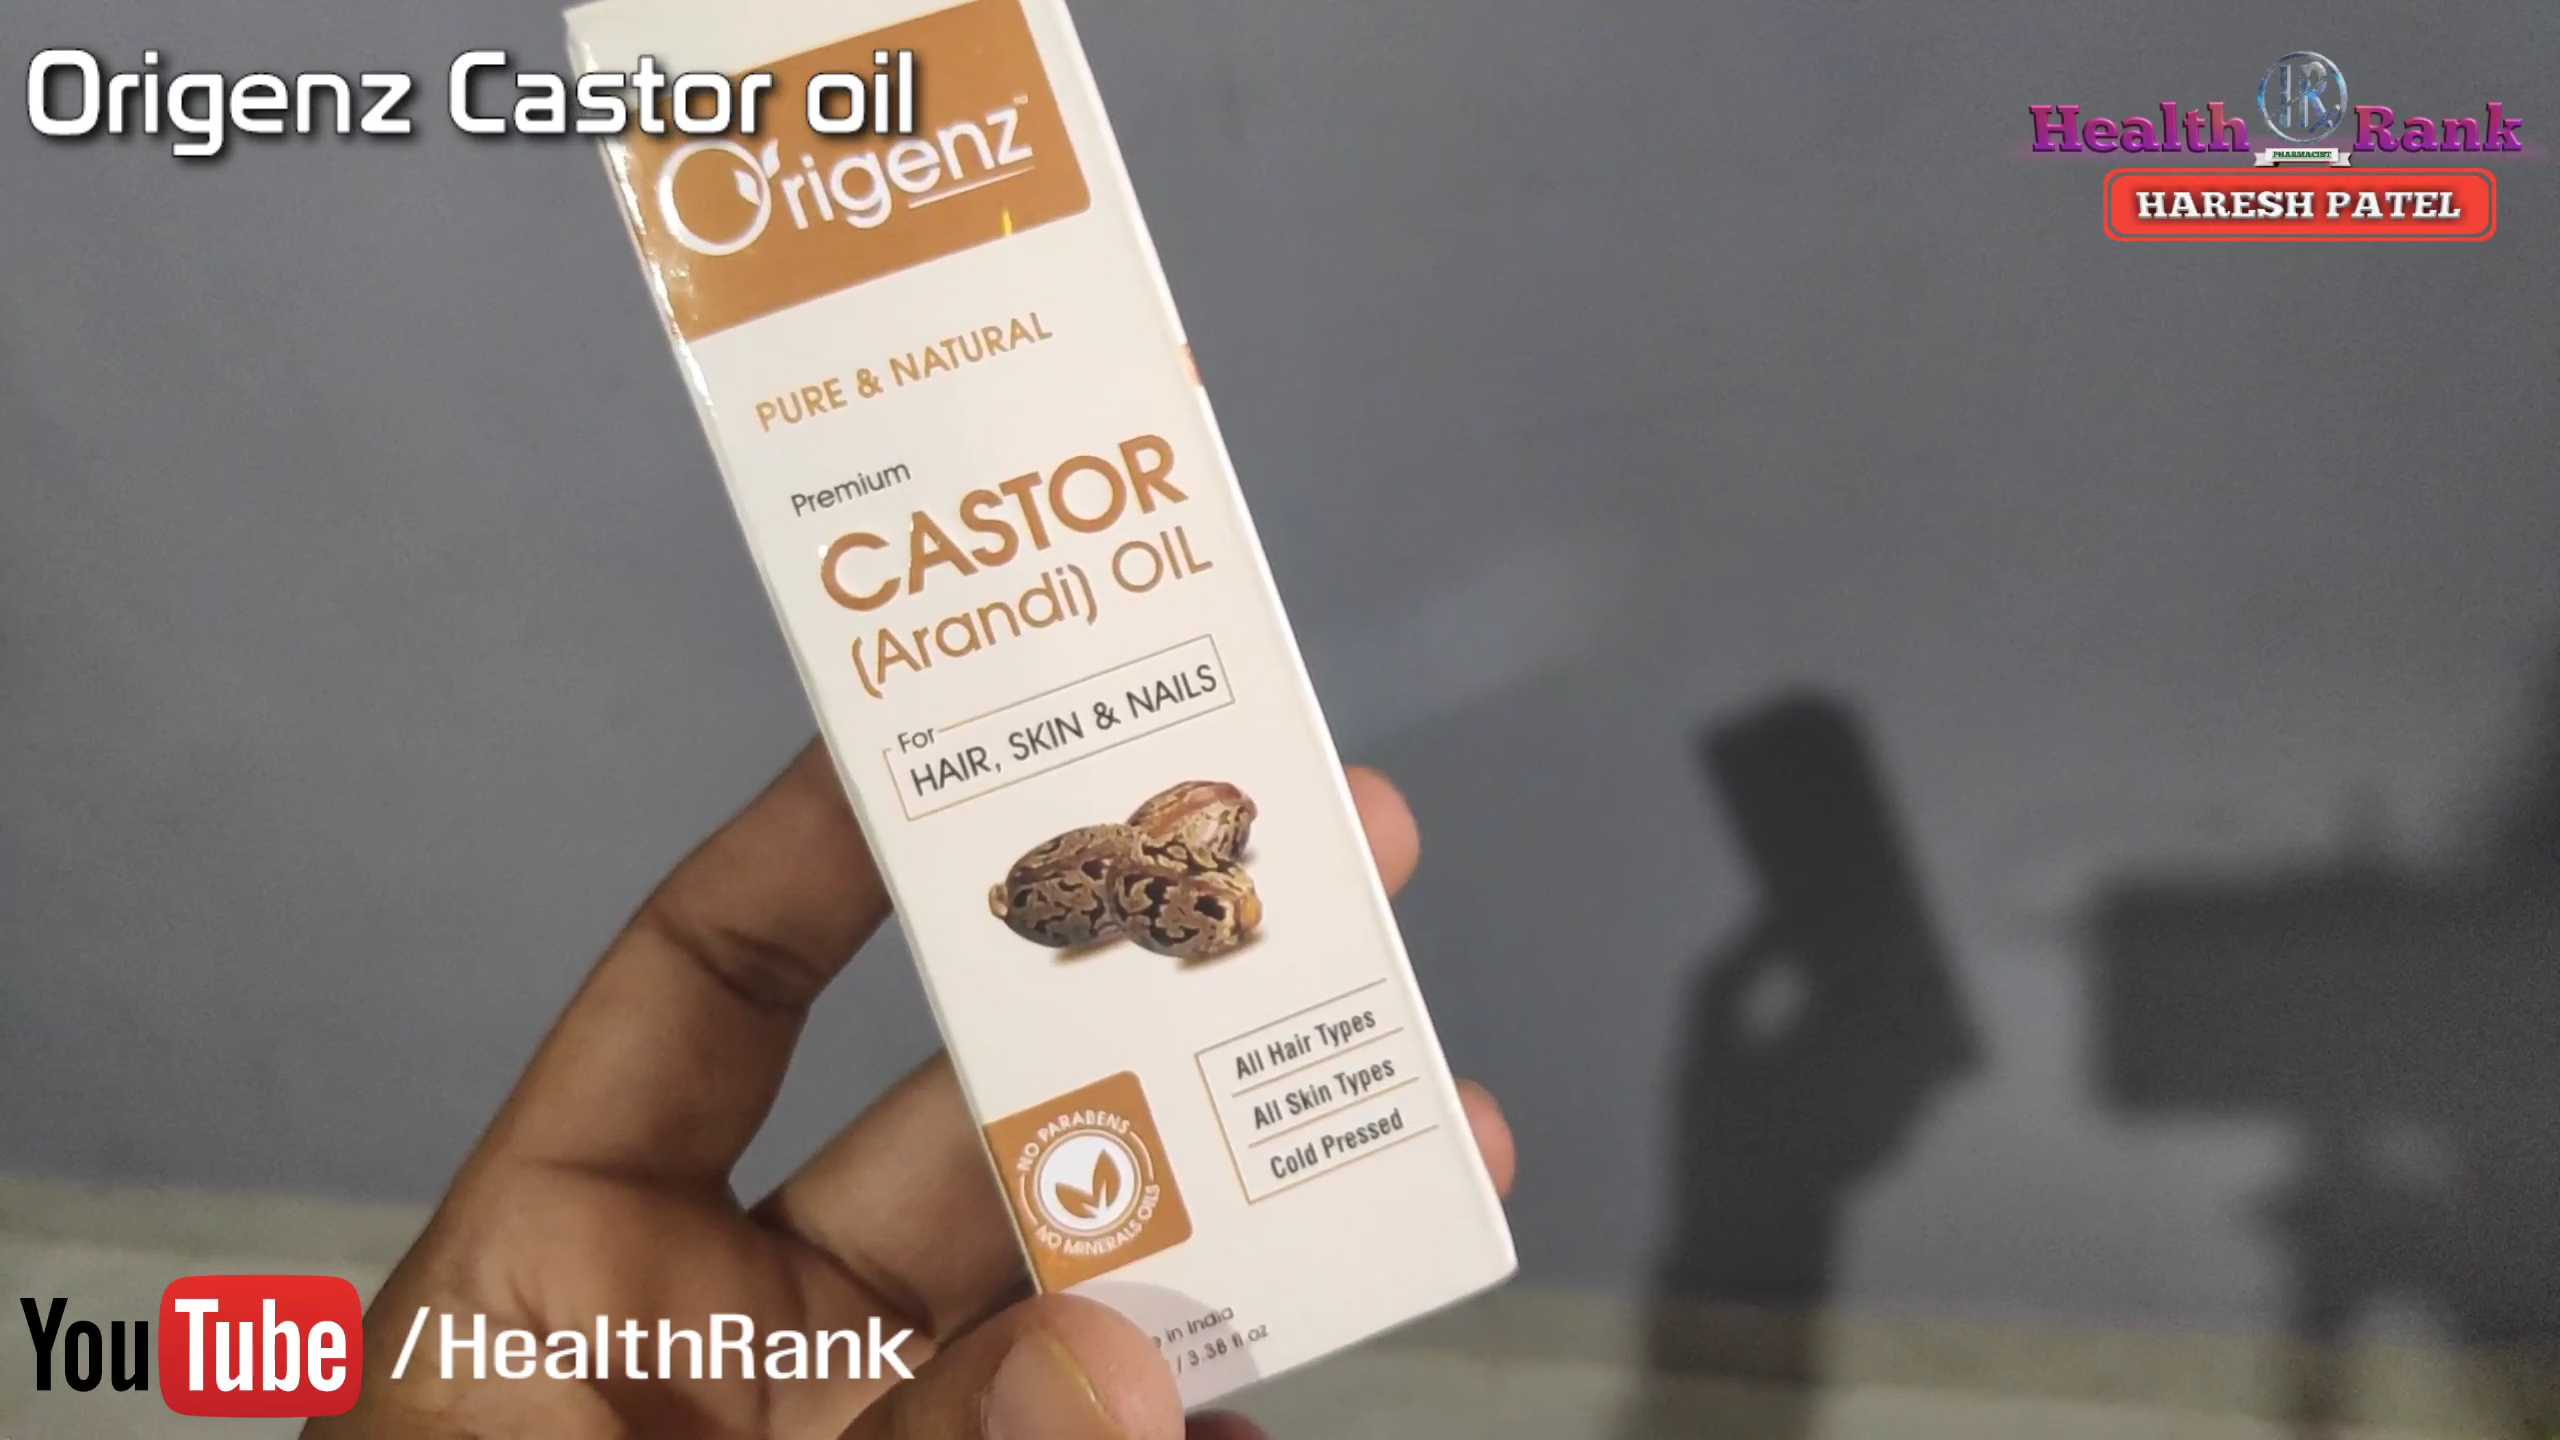 Origenz Castor oil
Health Rank
PHARMACIST
HARESH PATEL
Origenz
PURE & NATURAL
Premium
CASTOR
(Arandi) OIL
For
HAIR, SKIN & NAILS
All Hair Types
All Skin Types
Cold Pressed
NO PARABENS
NO MINERALS OILS
in India
/ 3.38 fl oz
YouTube /HealthRank